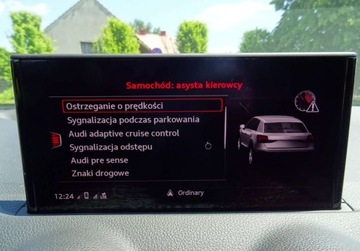 Samochód: asysta kierowcy
Ostrzeganie o prędkości
Sygnalizacja podczas parkowania
Audi adaptive cruise control
Sygnalizacja odstępu
Audi pre sense
Znaki drogowe
12:24
Ordinary